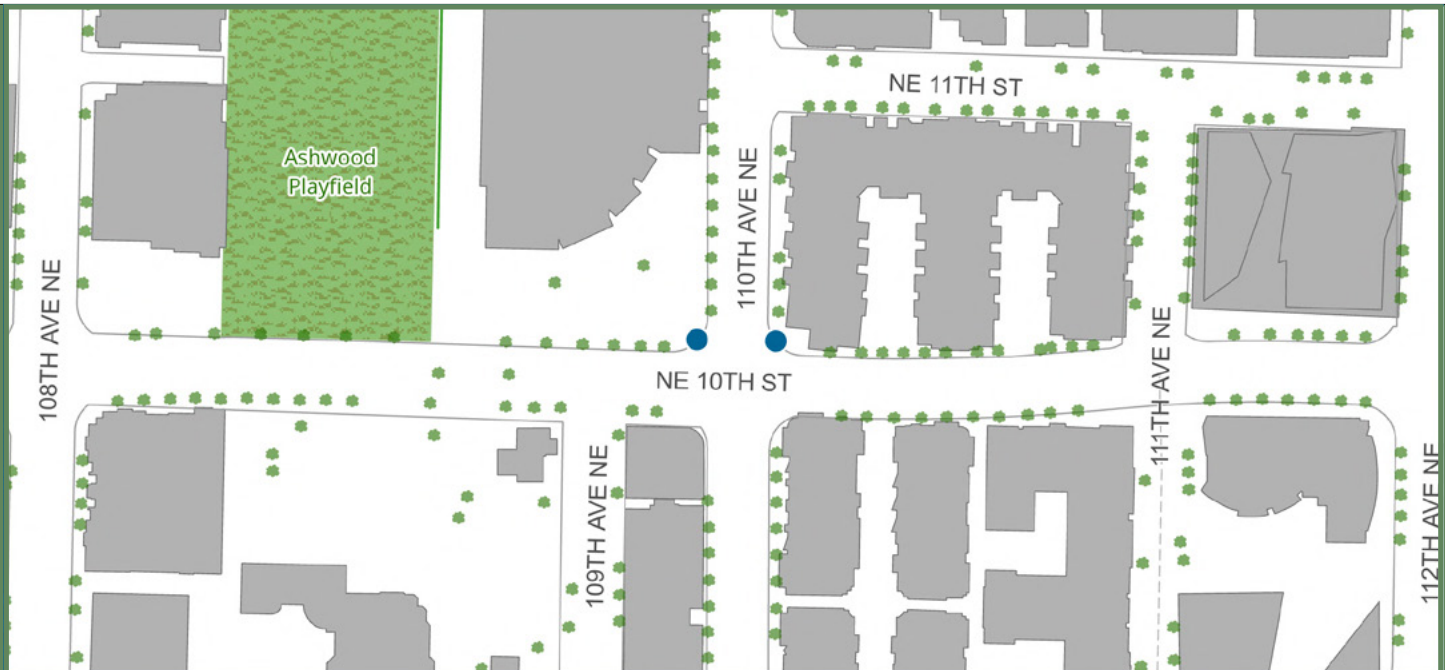 NE 11TH ST
Ashwood
Playfield
110TH AVE NE
108TH AVE NE
NE 10TH ST
111TH AVE NE
109TH AVE NE
112TH AVE NE